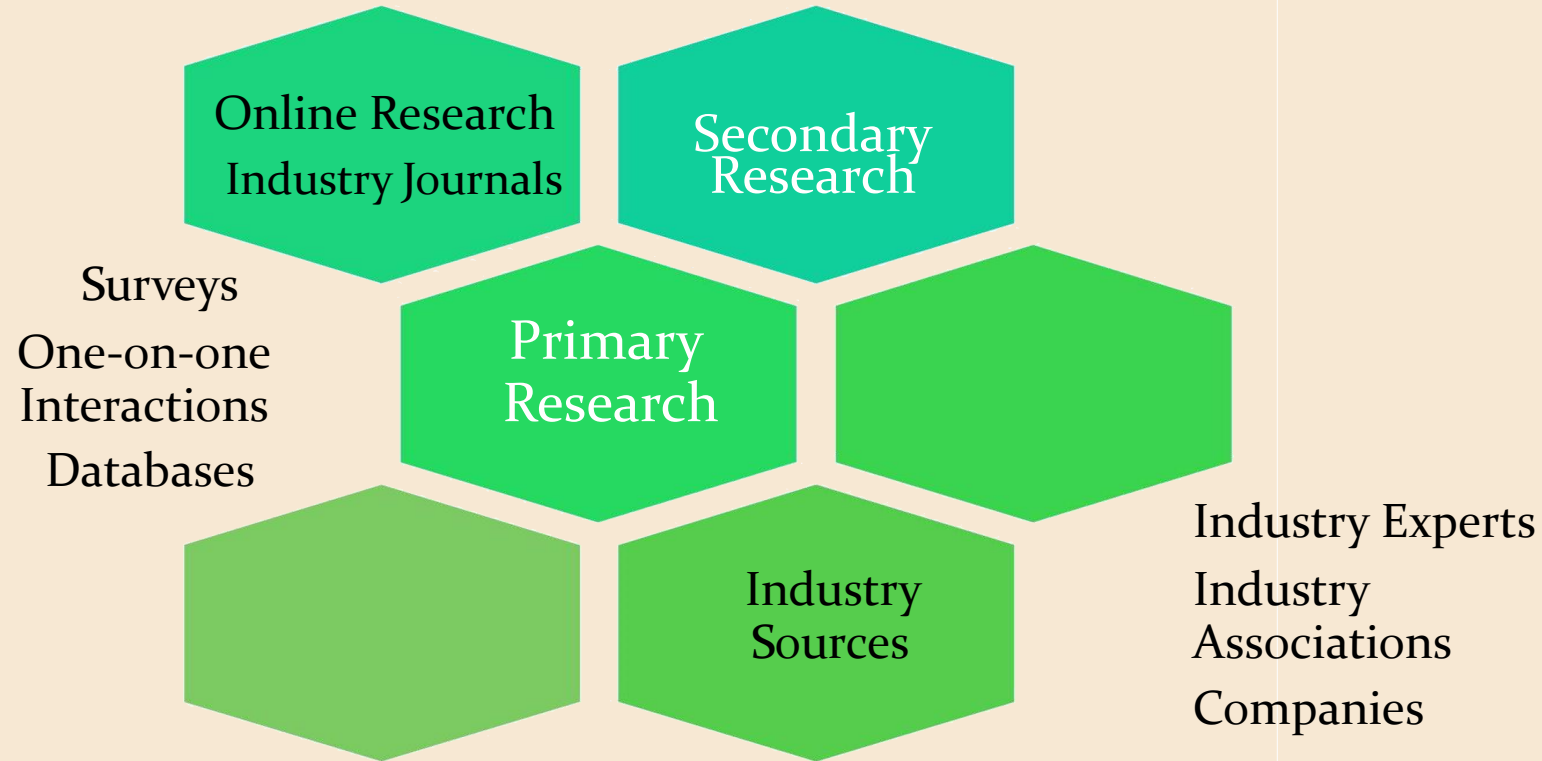 Online Research
Industry Journals
Secondary
Research
Surveys
One-on-one
Interactions
Databases
Primary
Research
Industry
Sources
Industry Experts
Industry
Associations
Companies